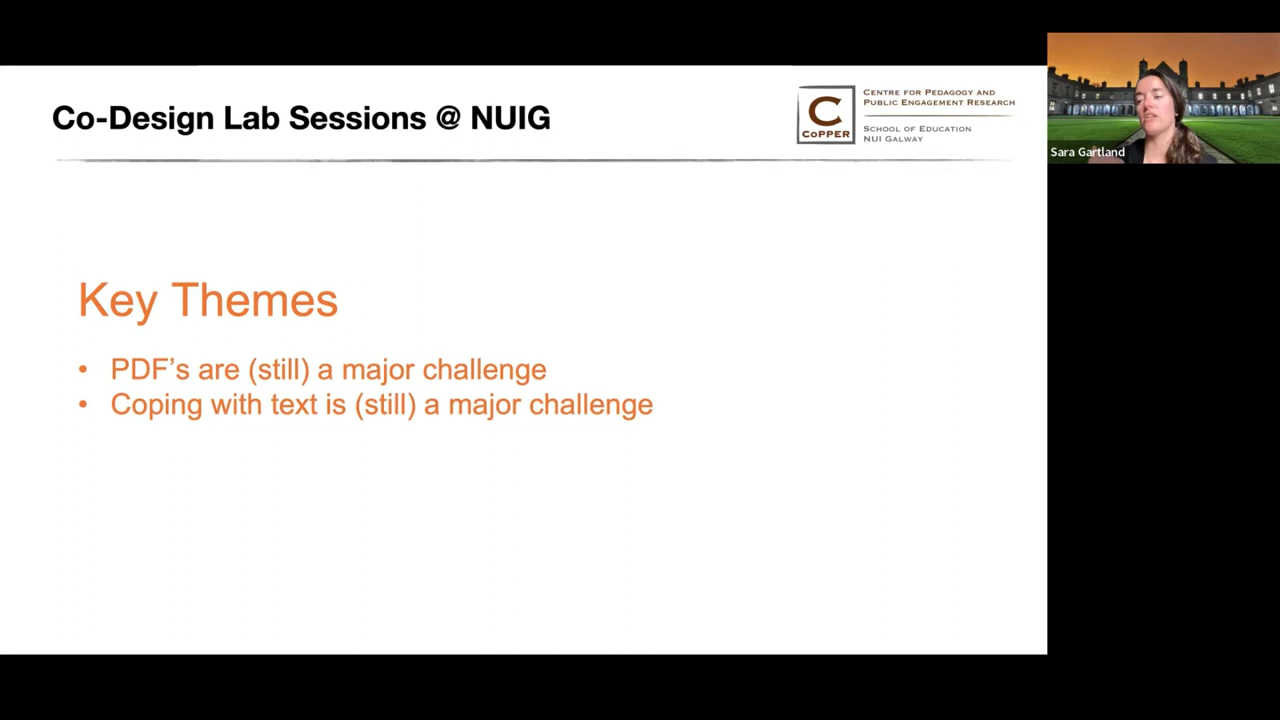 Co-Design Lab Sessions @ NUIG
C
CoPPER
Centre for Pedagogy and
Public Engagement Research
School of Education
NUI Galway
Sara Gartland
Key Themes
• PDF’s are (still) a major challenge
• Coping with text is (still) a major challenge